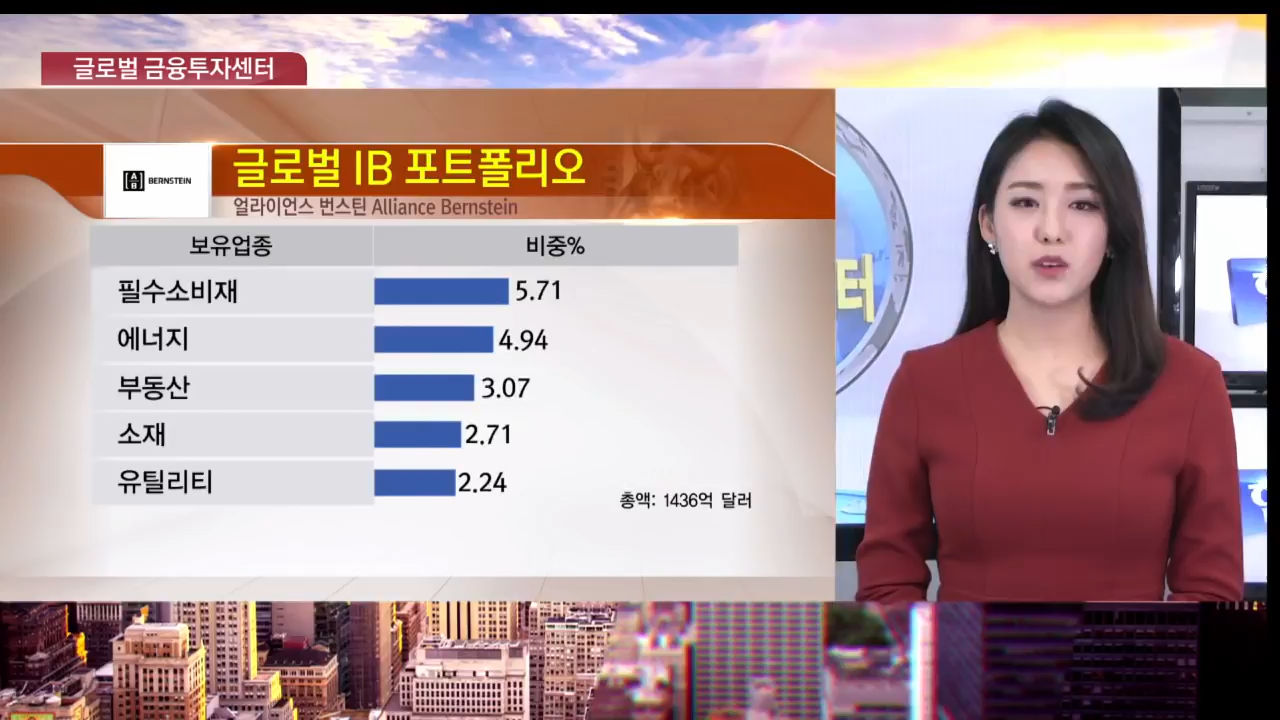 글로벌 금융투자센터
AB BERNSTEIN
글로벌 IB 포트폴리오
얼라이언스 번스틴 Alliance Bernstein
보유업종 비중%
필수소비재 5.71
에너지 4.94
부동산 3.07
소재 2.71
유틸리티 2.24
총액: 1436억 달러
터